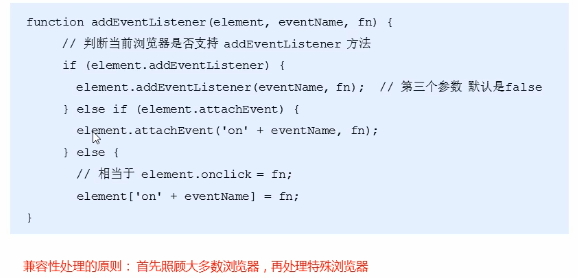 function addEventListener(element, eventName, fn) {
// 判断当前浏览器是否支持 addEventListener 方法
if (element.addEventListener) {
element.addEventListener(eventName, fn);  // 第三个参数 默认是false
} else if (element.attachEvent) {
element.attachEvent('on' + eventName, fn);
} else {
// 相当于 element.onclick = fn;
element['on' + eventName] = fn;
}
兼容性处理的原则：首先照顾大多数浏览器，再处理特殊浏览器